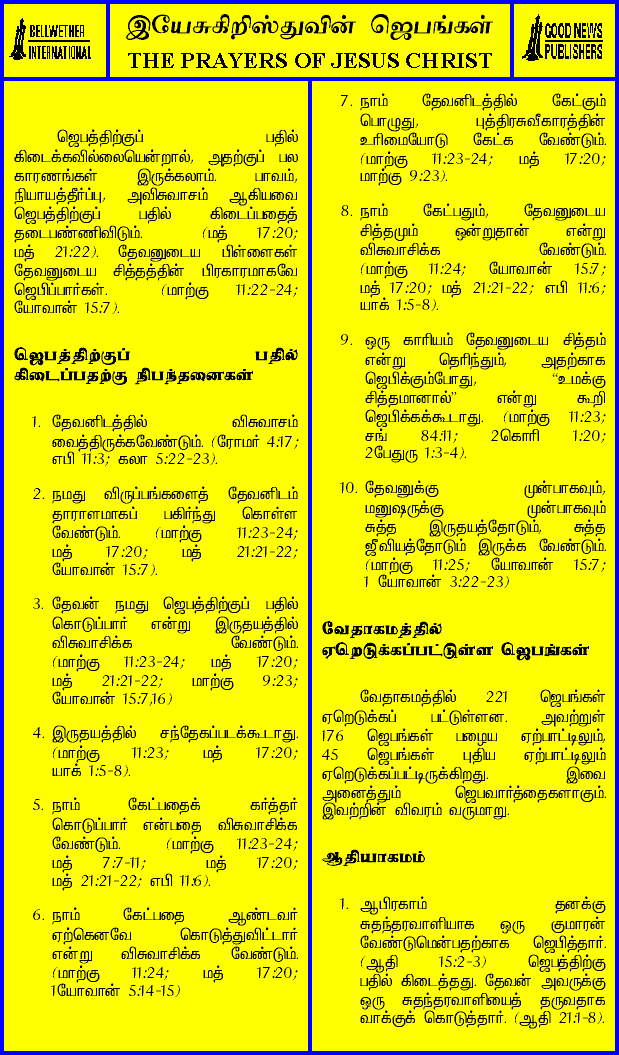 BELLWETHER
INTERNATIONAL
இயேசுகிறிஸ்துவின் ஜெபங்கள்
THE PRAYERS OF JESUS CHRIST
GOOD NEWS
PUBLISHERS
ஜெபத்திற்குப் பதில்
கிடைக்கவில்லையென்றால், அதற்குப் பல
காரணங்கள் இருக்கலாம். பாவம்,
நியாயத்தீர்ப்பு, அவிசுவாசம் ஆகியவை
ஜெபத்திற்குப் பதில் கிடைப்பதைத்
தடைபண்ணிவிடும். (மத் 17:20;
மத் 21:22). தேவனுடைய பிள்ளைகள்
தேவனுடைய சித்தத்தின் பிரகாரமாகவே
ஜெபிப்பார்கள். (மாற்கு 11:22-24;
யோவான் 15:7).
ஜெபத்திற்குப் பதில்
கிடைப்பதற்கு நிபந்தனைகள்
1. தேவனிடத்தில் விசுவாசம்
வைத்திருக்கவேண்டும். (ரோமர் 4:17;
எபி 11:3; கலா 5:22-23).
2. நமது விருப்பங்களைத் தேவனிடம்
தாராளமாகப் பகிர்ந்து கொள்ள
வேண்டும். (மாற்கு 11:23-24;
மத் 17:20; மத் 21:21-22;
யோவான் 15:7).
3. தேவன் நமது ஜெபத்திற்குப் பதில்
கொடுப்பார் என்று இருதயத்தில்
விசுவாசிக்க வேண்டும்.
(மாற்கு 11:23-24; மத் 17:20;
மத் 21:21-22; மாற்கு 9:23;
யோவான் 15:7,16)
4. இருதயத்தில் சந்தேகப்படக்கூடாது.
(மாற்கு 11:23; மத் 17:20;
யாக் 1:5-8).
5. நாம் கேட்பதைக் கர்த்தர்
கொடுப்பார் என்பதை விசுவாசிக்க
வேண்டும். (மாற்கு 11:23-24;
மத் 7:7-11; மத் 17:20;
மத் 21:21-22; எபி 11:6).
6. நாம் கேட்பதை ஆண்டவர்
ஏற்கெனவே கொடுத்துவிட்டார்
என்று விசுவாசிக்க வேண்டும்.
(மாற்கு 11:24; மத் 17:20;
1யோவான் 5:14-15)
7. நாம் தேவனிடத்தில் கேட்கும்
பொழுது, புத்திரசுவீகாரத்தின்
உரிமையோடு கேட்க வேண்டும்.
(மாற்கு 11:23-24; மத் 17:20;
மாற்கு 9:23).
8. நாம் கேட்பதும், தேவனுடைய
சித்தமும் ஒன்றுதான் என்று
விசுவாசிக்க வேண்டும்.
(மாற்கு 11:24; யோவான் 15:7;
மத் 17:20; மத் 21:21-22; எபி 11:6;
யாக் 1:5-8).
9. ஒரு காரியம் தேவனுடைய சித்தம்
என்று தெரிந்தும், அதற்காக
ஜெபிக்கும்போது, “உமக்கு
சித்தமானால்” என்று கூறி
ஜெபிக்கக்கூடாது. (மாற்கு 11:23;
சங் 84:11; 2கொரி 1:20;
2பேதுரு 1:3-4).
10. தேவனுக்கு முன்பாகவும்,
மனுஷருக்கு முன்பாகவும்
சுத்த இருதயத்தோடும், சுத்த
ஜீவியத்தோடும் இருக்க வேண்டும்.
(மாற்கு 11:25; யோவான் 15:7;
1 யோவான் 3:22-23)
வேதாகமத்தில்
ஏறெடுக்கப்பட்டுள்ள ஜெபங்கள்
வேதாகமத்தில் 221 ஜெபங்கள்
ஏறெடுக்கப் பட்டுள்ளன. அவற்றுள்
176 ஜெபங்கள் பழைய ஏற்பாட்டிலும்,
45 ஜெபங்கள் புதிய ஏற்பாட்டிலும்
ஏறெடுக்கப்பட்டிருக்கிறது. இவை
அனைத்தும் ஜெபவார்த்தைகளாகும்.
இவற்றின் விவரம் வருமாறு.
ஆதியாகமம்
1. ஆபிரகாம் தனக்கு
சுதந்தரவாளியாக ஒரு குமாரன்
வேண்டுமென்பதற்காக ஜெபித்தார்.
(ஆதி 15:2-3) ஜெபத்திற்கு
பதில் கிடைத்தது. தேவன் அவருக்கு
ஒரு சுதந்தரவாளியைத் தருவதாக
வாக்குக் கொடுத்தார். (ஆதி 21:1-8).